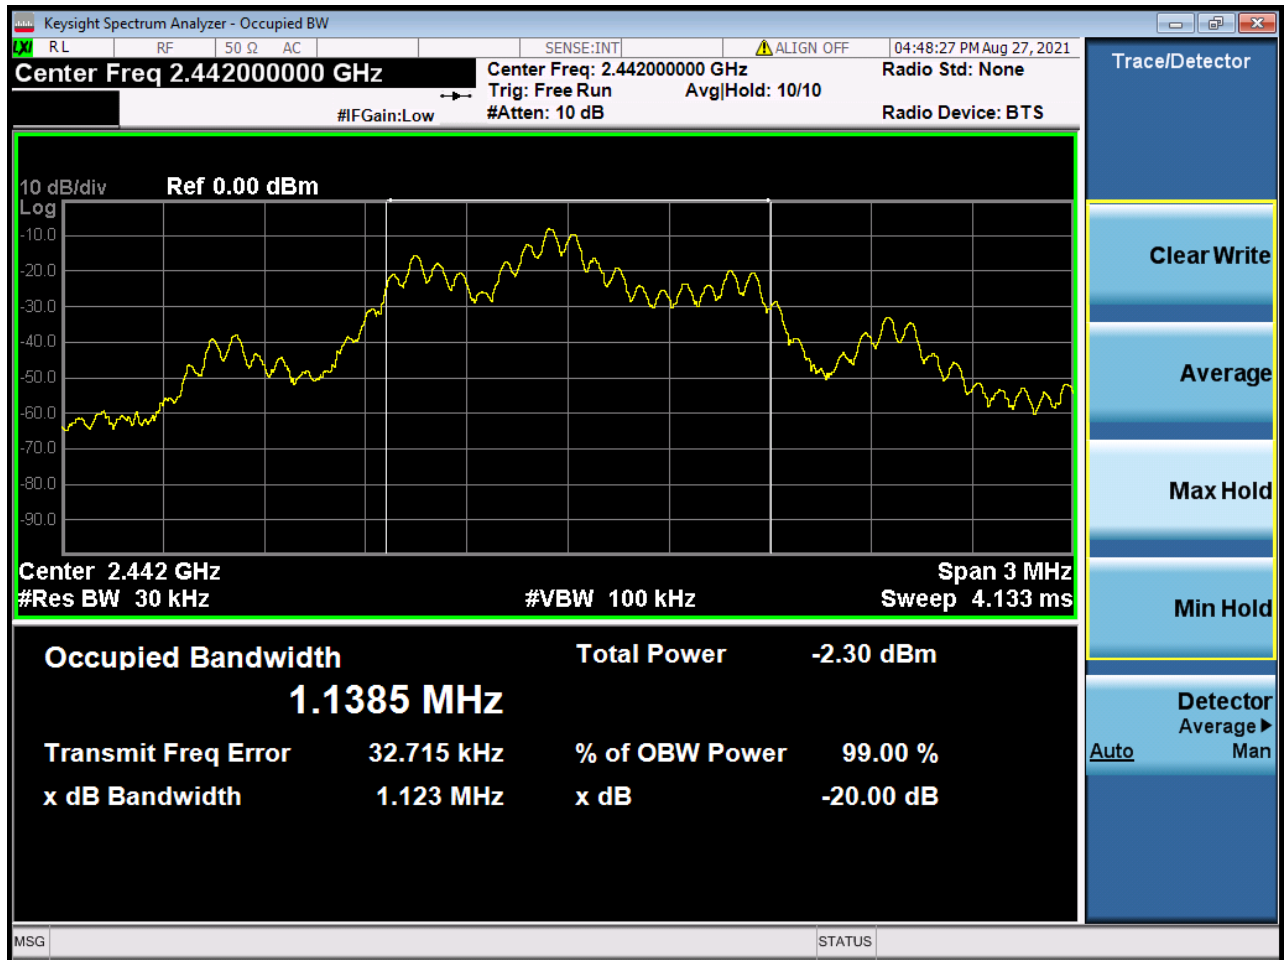 Keysight Spectrum Analyzer - Occupied BW
LXI RL RF 50 Ω AC SENSE:INT ALIGN OFF 04:48:27 PM Aug 27, 2021
Center Freq 2.442000000 GHz
Center Freq: 2.442000000 GHz Radio Std: None
Trig: Free Run Avg|Hold: 10/10
#IFGain:Low #Atten: 10 dB Radio Device: BTS
Trace/Detector
10 dB/div Ref 0.00 dBm
Log
-10.0
-20.0
-30.0
-40.0
-50.0
-60.0
-70.0
-80.0
-90.0
Center 2.442 GHz Span 3 MHz
#Res BW 30 kHz #VBW 100 kHz Sweep 4.133 ms
Occupied Bandwidth Total Power -2.30 dBm
1.1385 MHz
Transmit Freq Error 32.715 kHz % of OBW Power 99.00 %
x dB Bandwidth 1.123 MHz x dB -20.00 dB
Clear Write
Average
Max Hold
Min Hold
Detector
Average
Auto Man
MSG STATUS